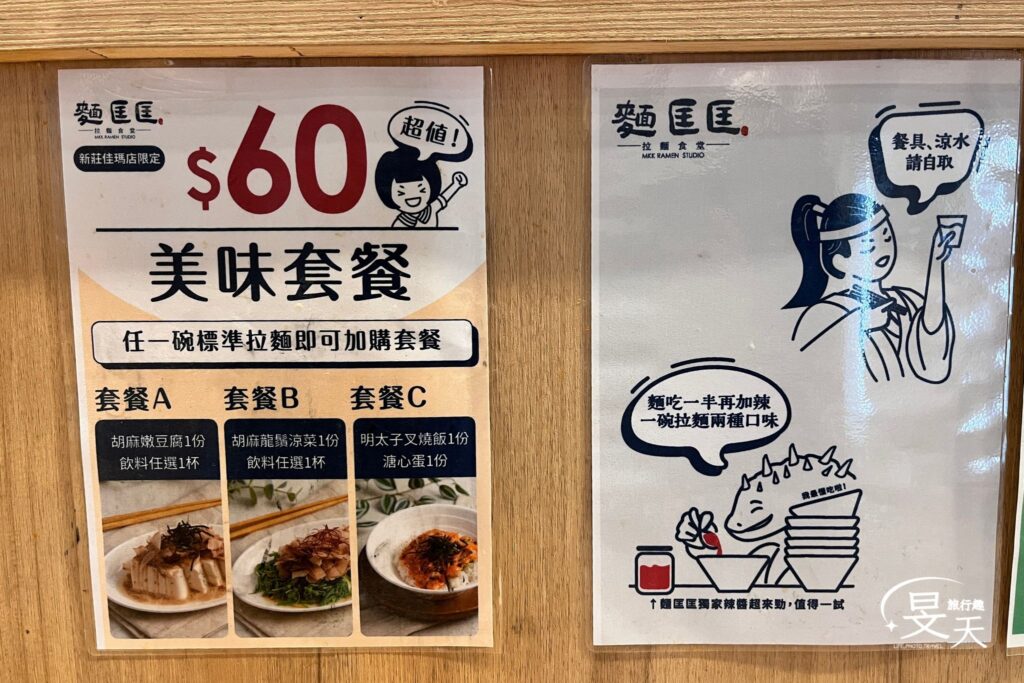 麵匡匡
拉麵食堂
MKK RAMEN STUDIO
新莊佳瑪店限定
$60
超值！
美味套餐
任一碗標準拉麵即可加購套餐
套餐A
胡麻嫩豆腐1份
飲料任選1杯
套餐B
胡麻龍鬚涼菜1份
飲料任選1杯
套餐C
明太子叉燒飯1份
溏心蛋1份
麵匡匡
拉麵食堂
MKK RAMEN STUDIO
餐具、涼水
請自取
麵吃一半再加辣
一碗拉麵兩種口味
↑麵匡匡獨家辣醬超來勁，值得一試
旅行趣
旻天